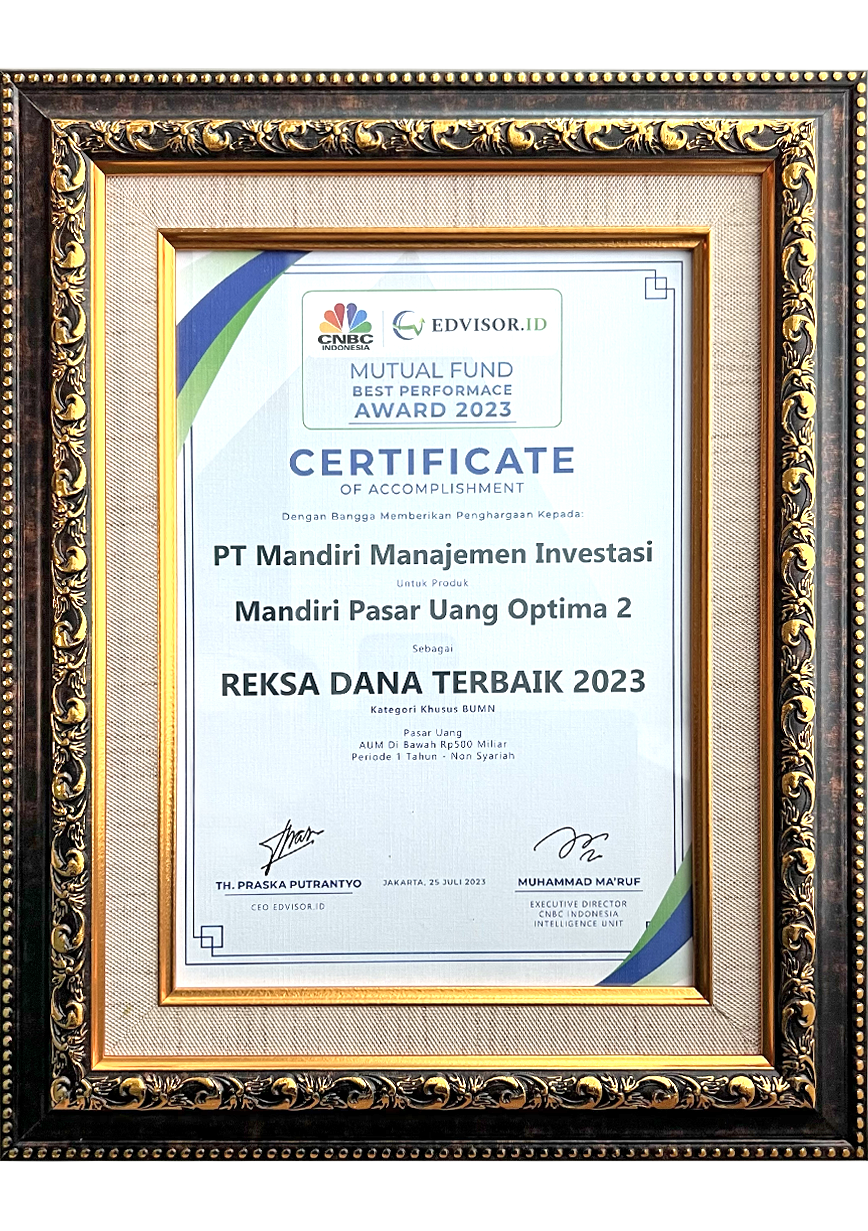 CNBC
INDONESIA
EDVISOR.ID
MUTUAL FUND
BEST PERFORMACE
AWARD 2023
CERTIFICATE
OF ACCOMPLISHMENT
Dengan Bangga Memberikan Penghargaan Kepada:
PT Mandiri Manajemen Investasi
Untuk Produk
Mandiri Pasar Uang Optima 2
Sebagai
REKSA DANA TERBAIK 2023
Kategori Khusus BUMN
Pasar Uang
AUM Di Bawah Rp500 Miliar
Periode 1 Tahun - Non Syariah
TH. PRASKA PUTRANTYO
CEO EDVISOR.ID
JAKARTA, 25 JULI 2023
MUHAMMAD MA'RUF
EXECUTIVE DIRECTOR
CNBC INDONESIA
INTELLIGENCE UNIT